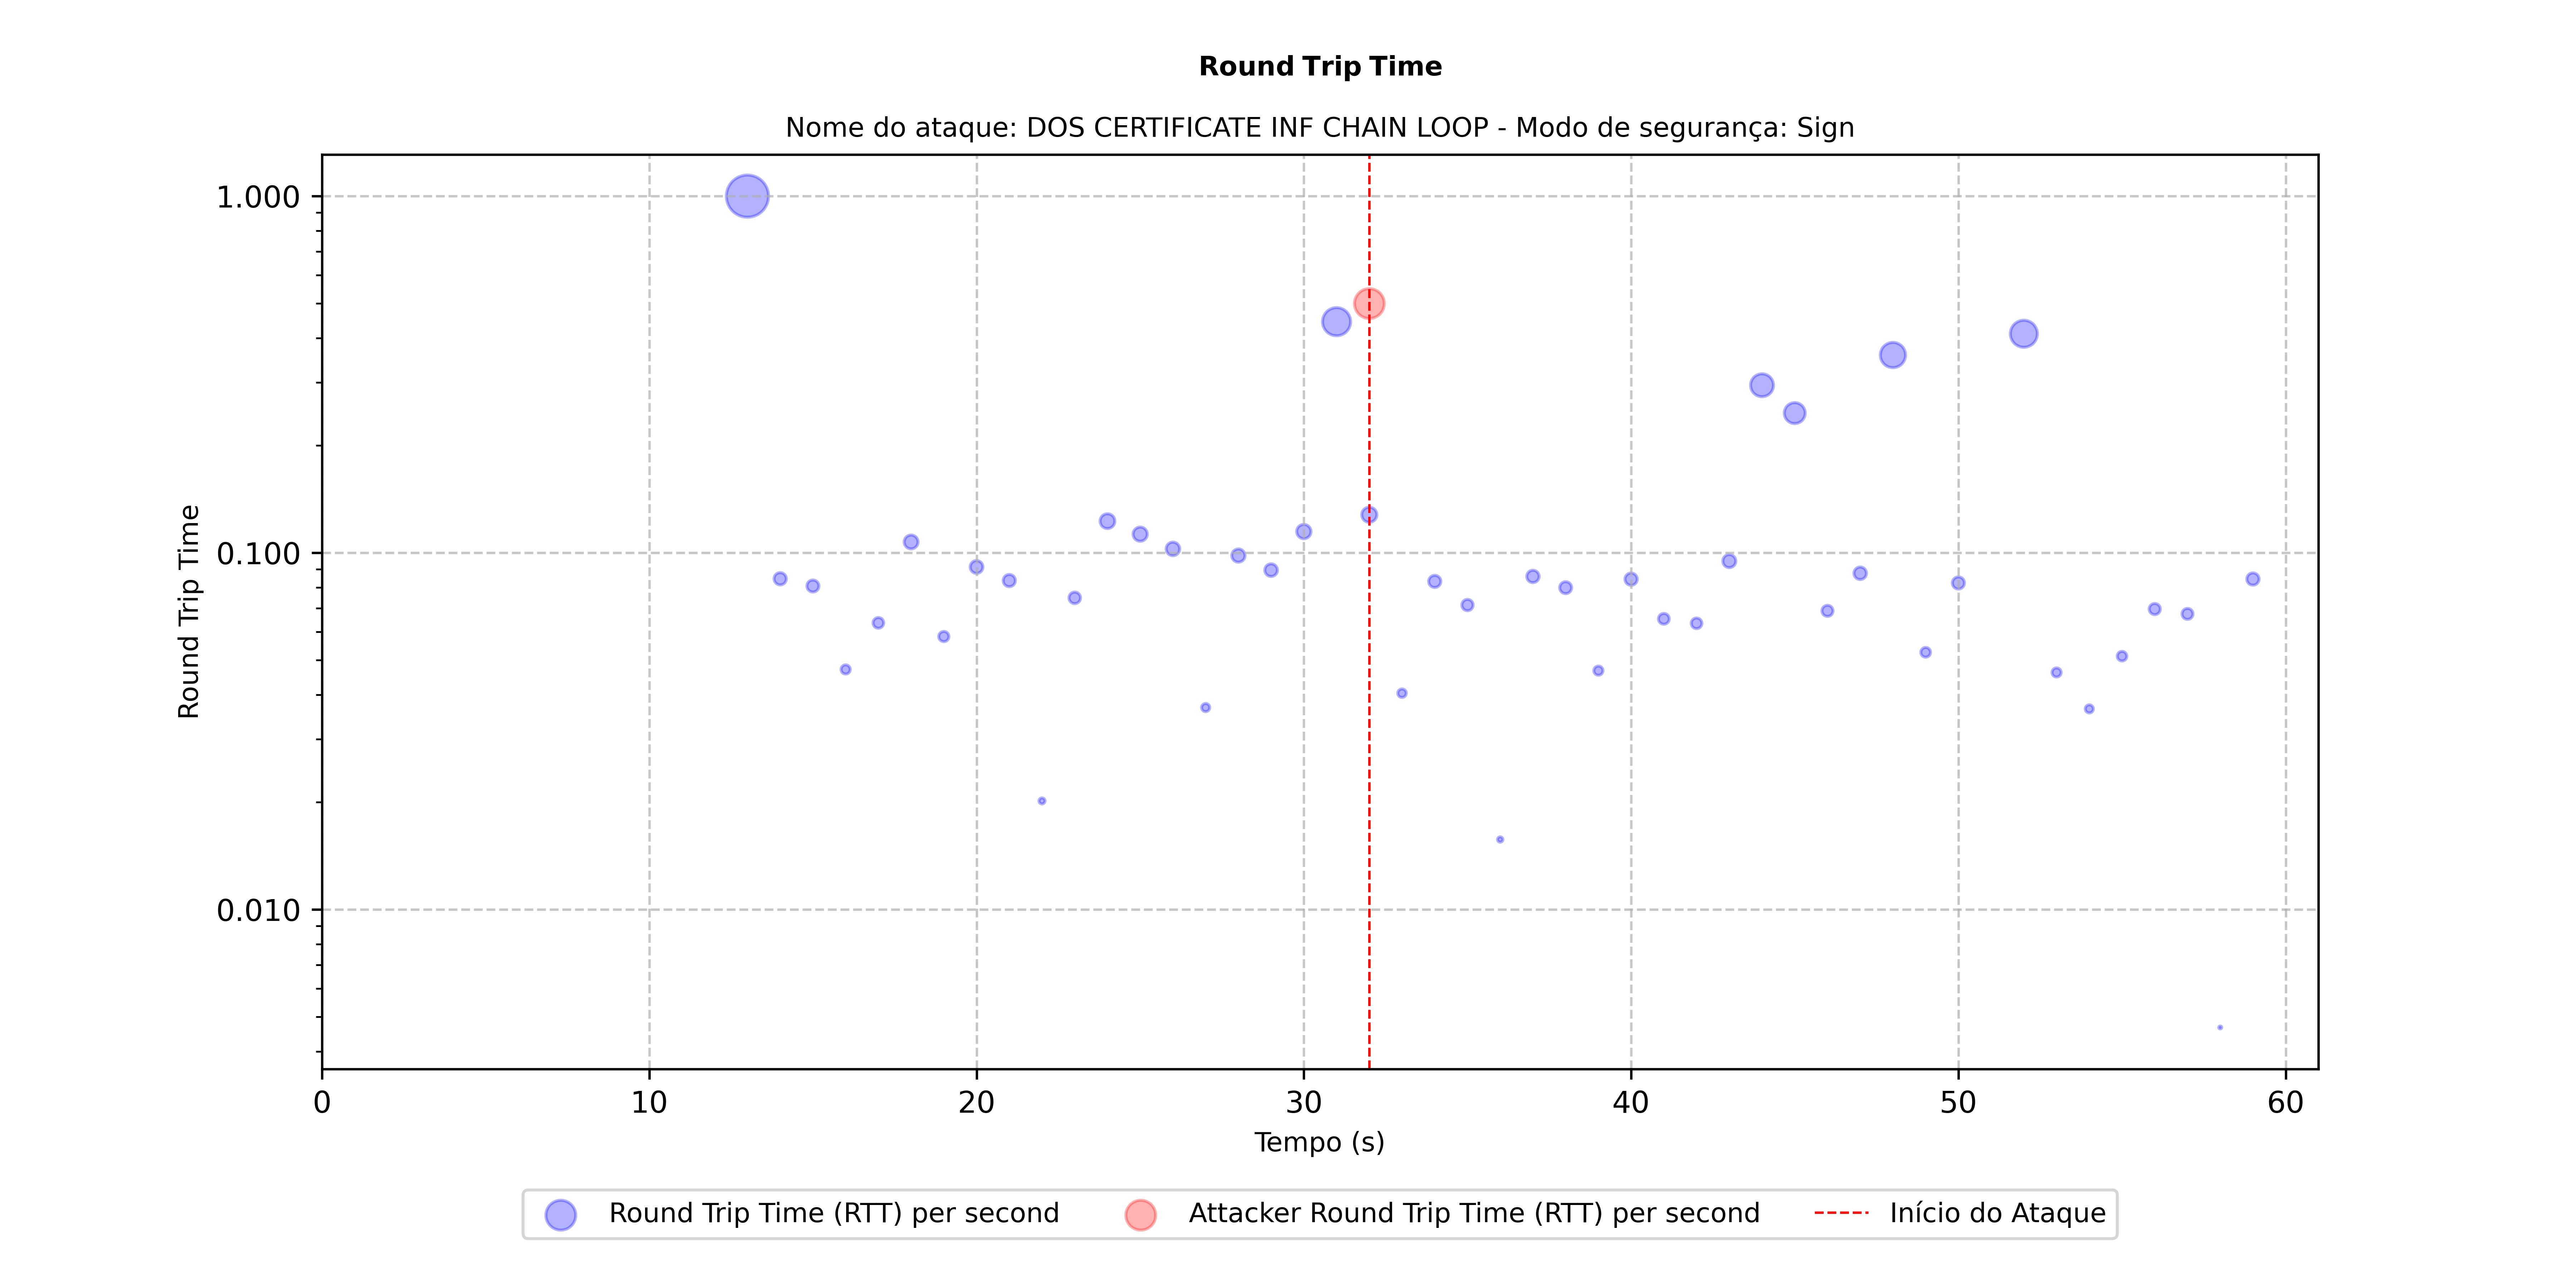 Round Trip Time
Nome do ataque: DOS CERTIFICATE INF CHAIN LOOP - Modo de segurança: Sign
1.000
0.100
0.010
Round Trip Time
0 10 20 30 40 50 60
Tempo (s)
Round Trip Time (RTT) per second Attacker Round Trip Time (RTT) per second Início do Ataque